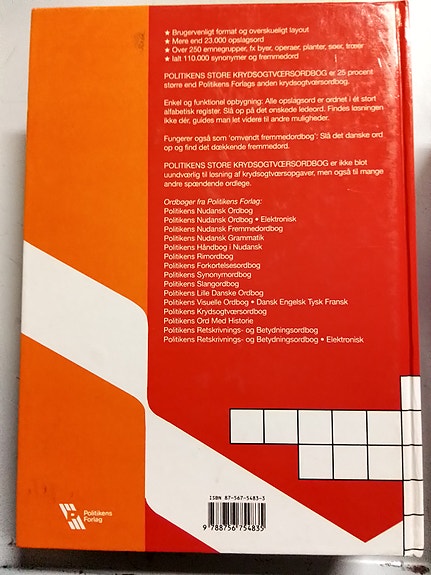 ★ Brugervenligt format og overskueligt layout
★ Mere end 23.000 opslagsord
★ Over 250 emnegrupper, fx byer, operaer, planter, søer, træer
★ Ialt 110.000 synonymer og fremmedord
POLITIKENS STORE KRYDSOGTVÆRSORDBOG er 25 procent
større end Politikens Forlags anden krydsogtværsordbog.
Enkel og funktionel opbygning: Alle opslagsord er ordnet i ét stort
alfabetisk register. Slå op på det ønskede ledeord. Findes løsningen
ikke dér, guides man let videre til andre muligheder.
Fungerer også som 'omvendt fremmedordbog': Slå det danske ord
op og find det dækkende fremmedord.
POLITIKENS STORE KRYDSOGTVÆRSORDBOG er ikke blot
uundværlig til løsning af krydsogtværsopgaver, men også til mange
andre spændende ordlege.
Ordbøger fra Politikens Forlag:
Politikens Nudansk Ordbog
Politikens Nudansk Ordbog • Elektronisk
Politikens Nudansk Fremmedordbog
Politikens Nudansk Grammatik
Politikens Håndbog i Nudansk
Politikens Rimordbog
Politikens Forkortelsesordbog
Politikens Synonymordbog
Politikens Slangordbog
Politikens Lille Danske Ordbog
Politikens Visuelle Ordbog • Dansk Engelsk Tysk Fransk
Politikens Krydsogtværsordbog
Politikens Ord Med Historie
Politikens Retskrivnings- og Betydningsordbog
Politikens Retskrivnings- og Betydningsordbog • Elektronisk
ISBN 87-567-5483-3
9 788756 754835
Politikens
Forlag